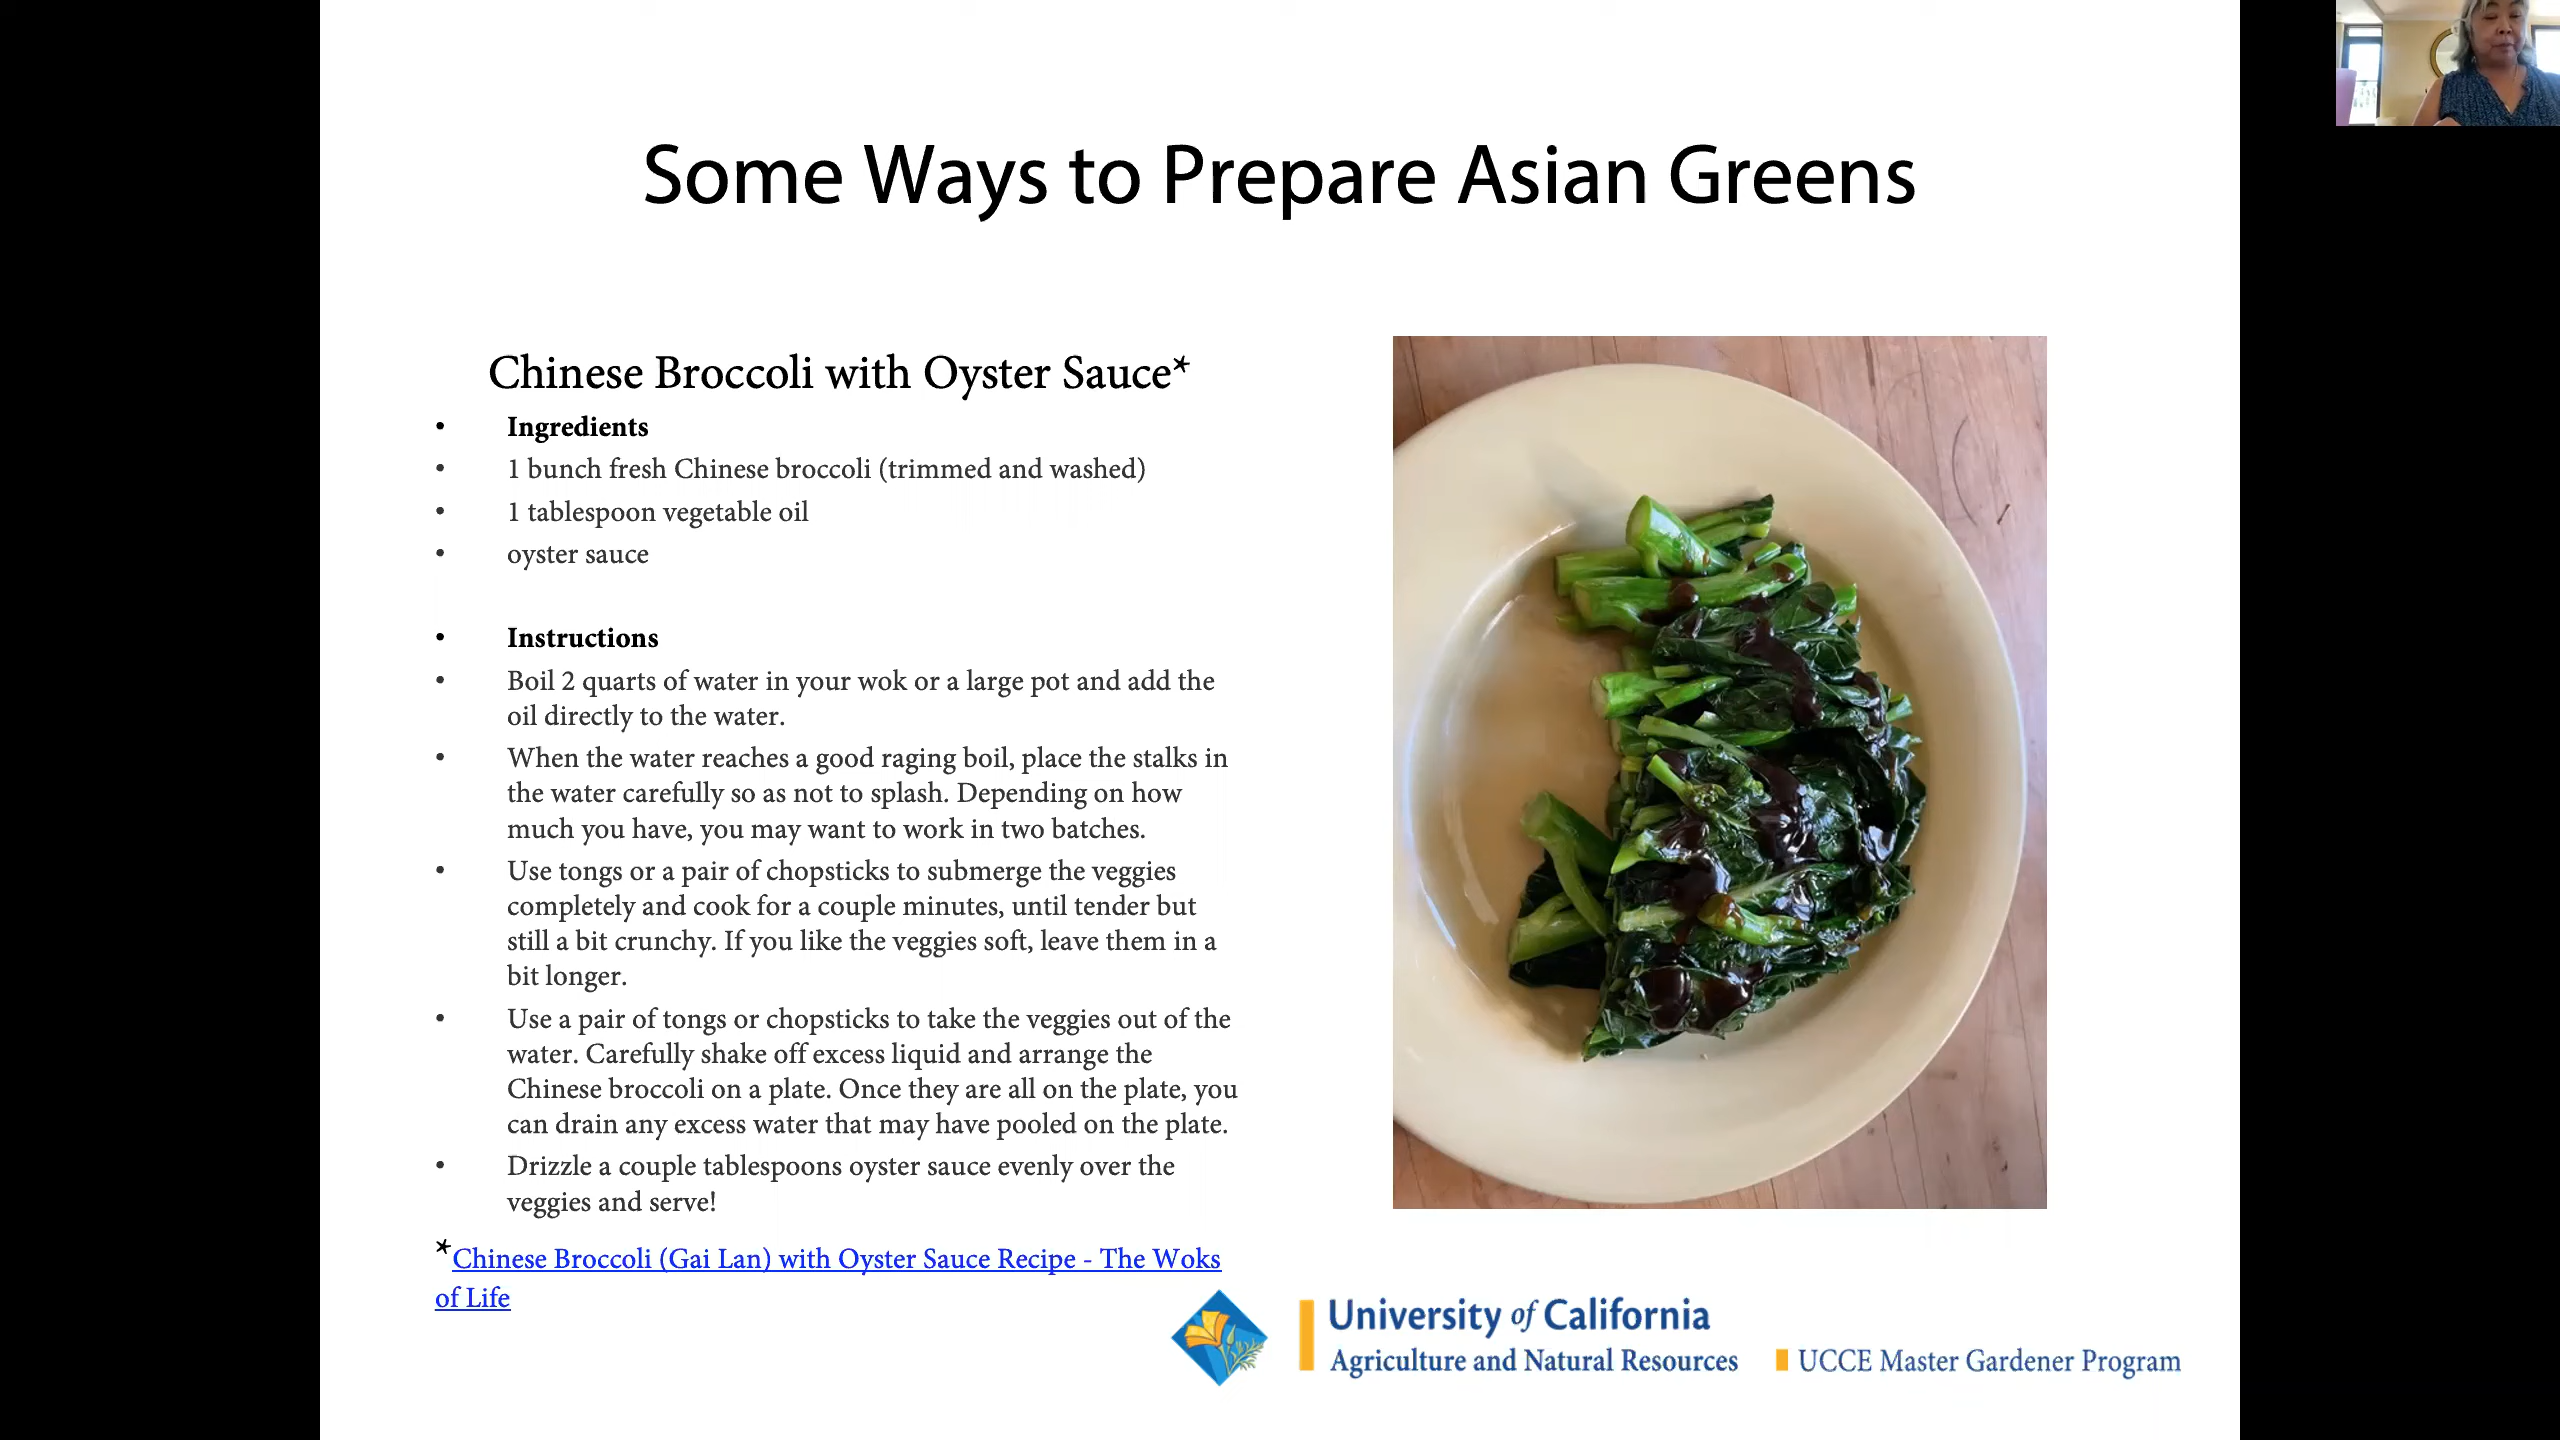 Some Ways to Prepare Asian Greens
Chinese Broccoli with Oyster Sauce*
• Ingredients
• 1 bunch fresh Chinese broccoli (trimmed and washed)
• 1 tablespoon vegetable oil
• oyster sauce
• Instructions
• Boil 2 quarts of water in your wok or a large pot and add the
oil directly to the water.
• When the water reaches a good raging boil, place the stalks in
the water carefully so as not to splash. Depending on how
much you have, you may want to work in two batches.
• Use tongs or a pair of chopsticks to submerge the veggies
completely and cook for a couple minutes, until tender but
still a bit crunchy. If you like the veggies soft, leave them in a
bit longer.
• Use a pair of tongs or chopsticks to take the veggies out of the
water. Carefully shake off excess liquid and arrange the
Chinese broccoli on a plate. Once they are all on the plate, you
can drain any excess water that may have pooled on the plate.
• Drizzle a couple tablespoons oyster sauce evenly over the
veggies and serve!
*Chinese Broccoli (Gai Lan) with Oyster Sauce Recipe - The Woks
of Life
University of California
Agriculture and Natural Resources
UCCE Master Gardener Program